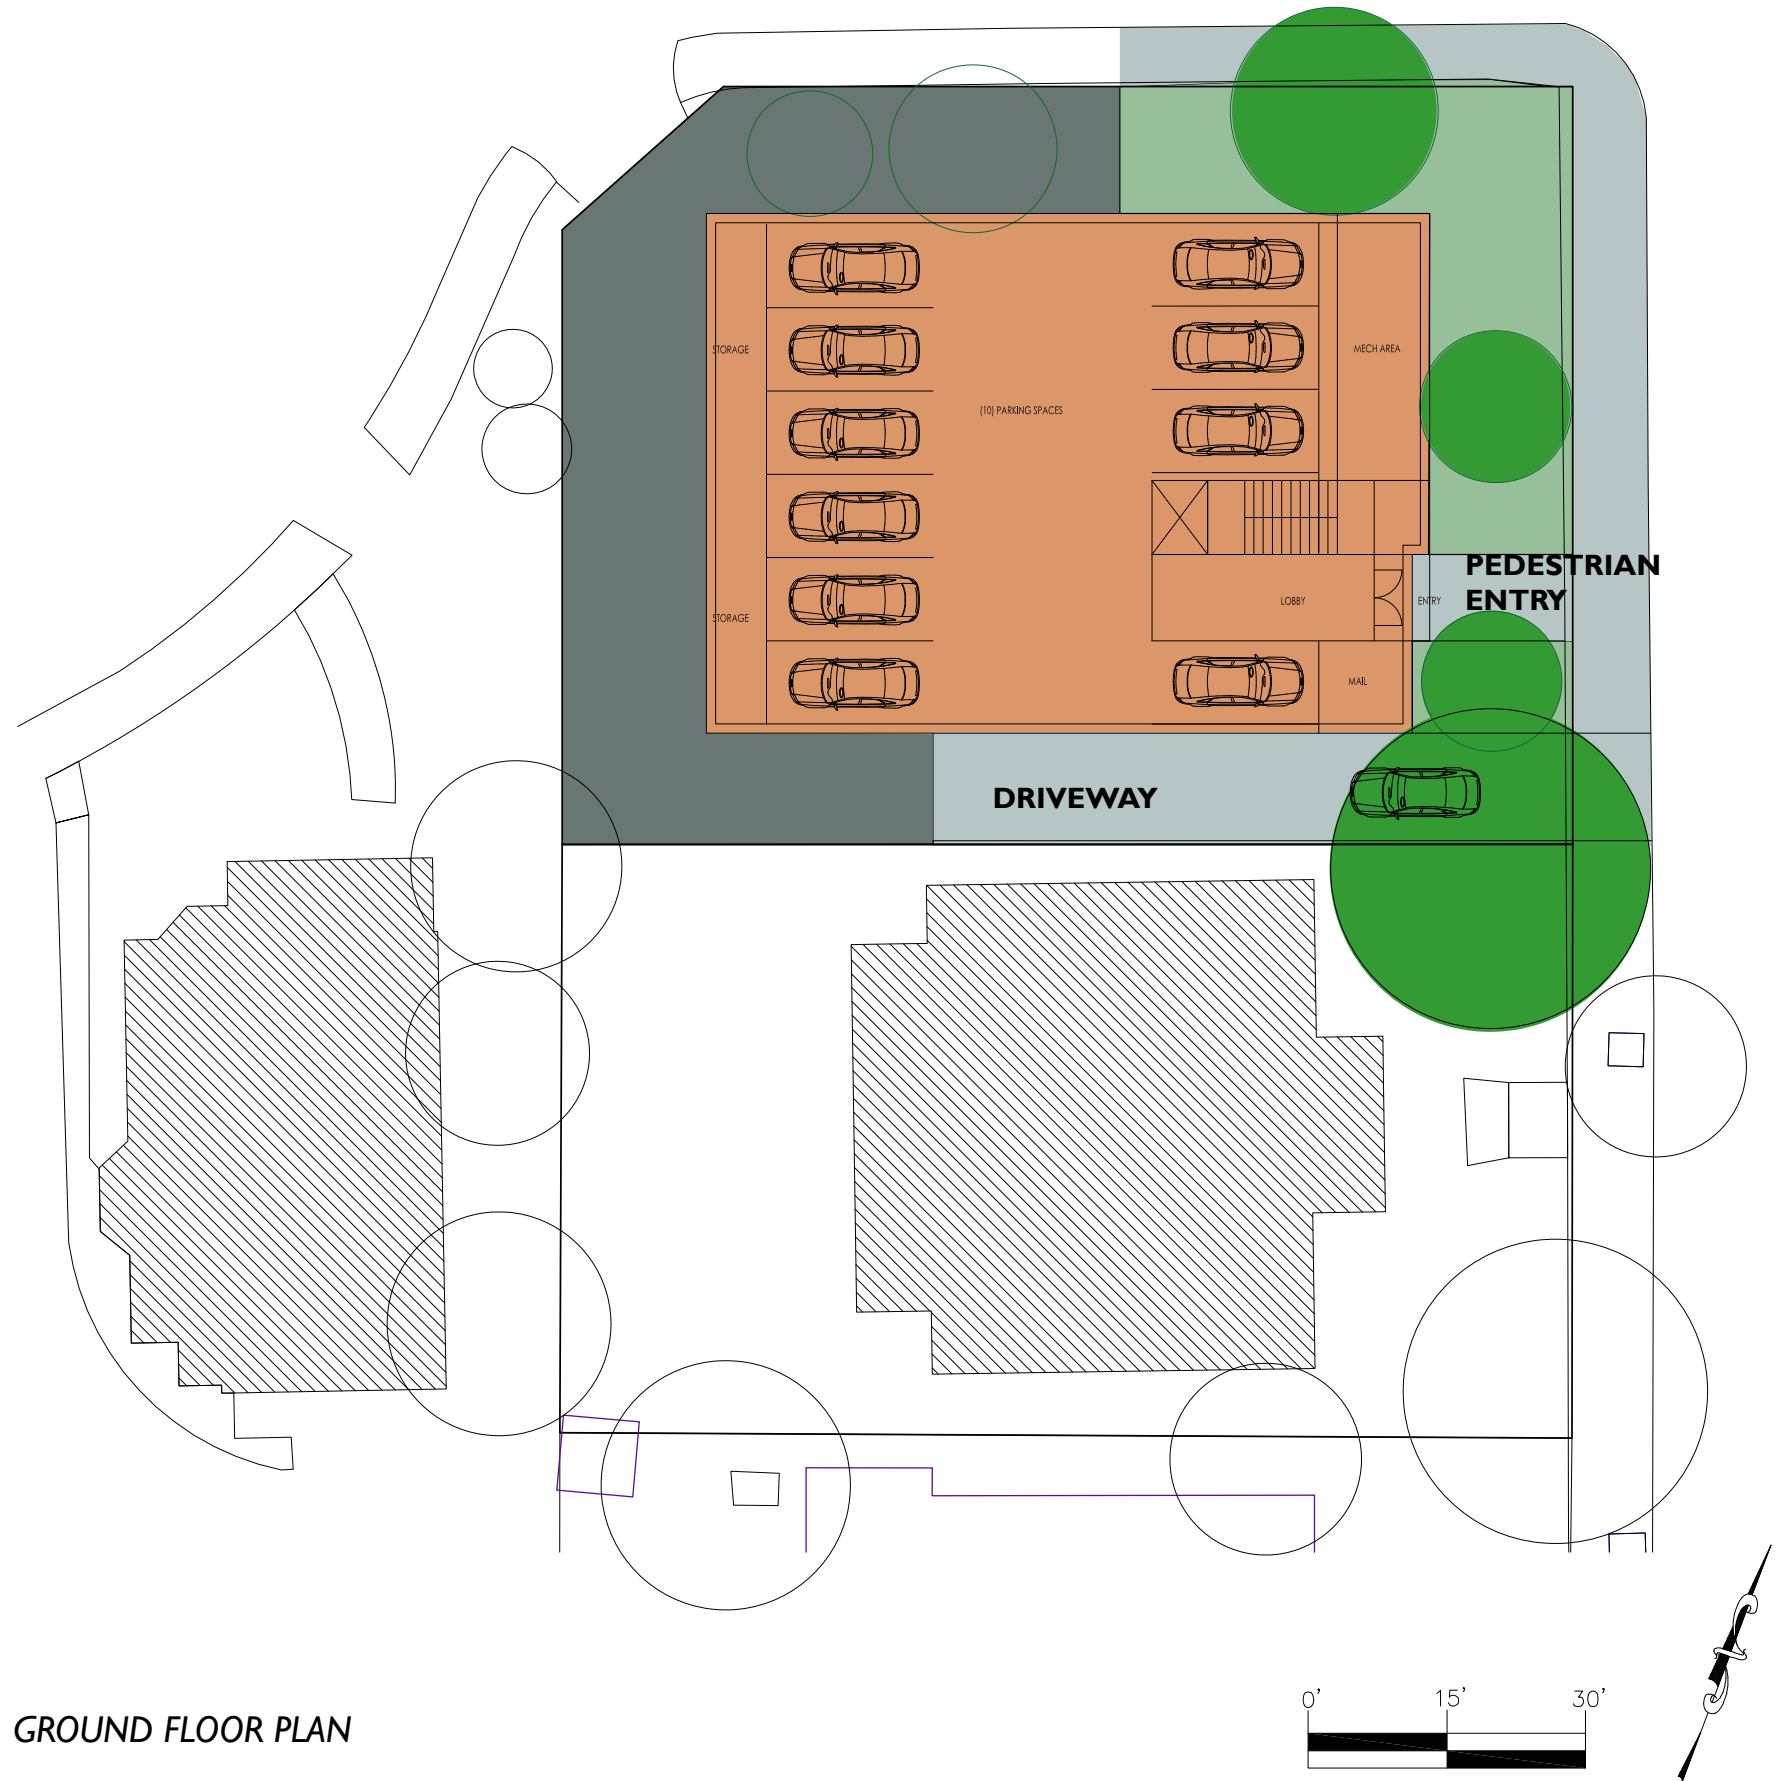 STORAGE
MECH AREA
(10) PARKING SPACES
PEDESTRIAN
ENTRY
LOBBY
ENTRY
STORAGE
MAIL
DRIVEWAY
0' 15' 30'
GROUND FLOOR PLAN